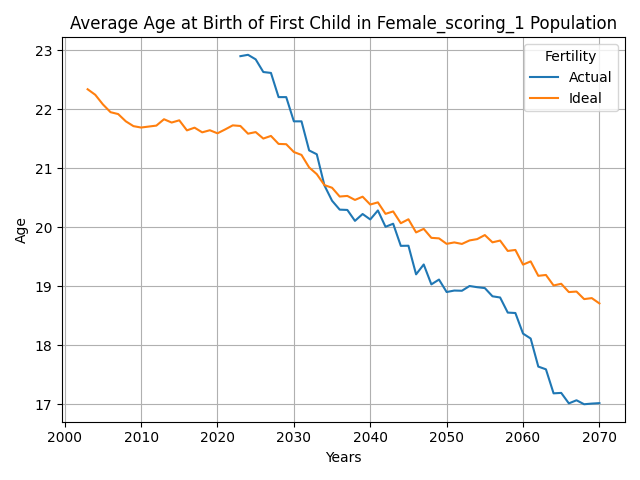 Average Age at Birth of First Child in Female_scoring_1 Population
Fertility
Actual
Ideal
Age
23
22
21
20
19
18
17
2000 2010 2020 2030 2040 2050 2060 2070
Years